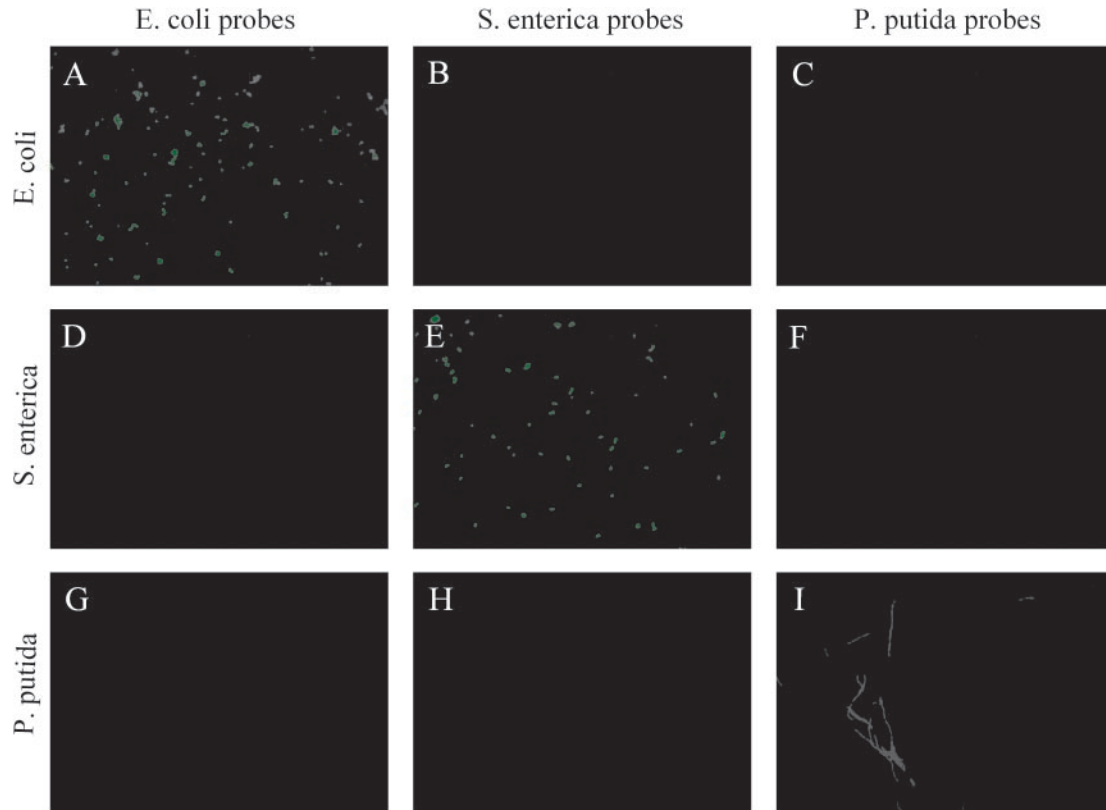 E. coli probes
S. enterica probes
P. putida probes
E. coli
A
B
C
S. enterica
D
E
F
P. putida
G
H
I